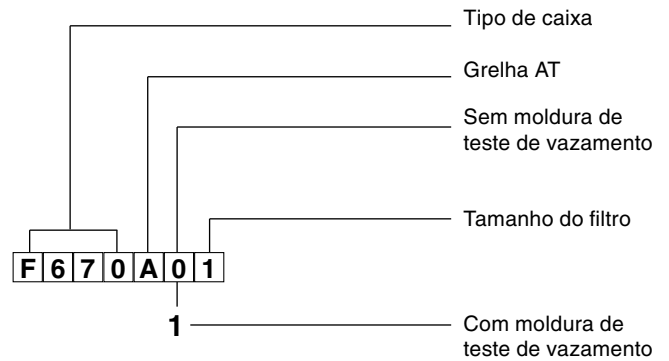 Tipo de caixa
Grelha AT
Sem moldura de
teste de vazamento
Tamanho do filtro
F670A01
1
Com moldura de
teste de vazamento